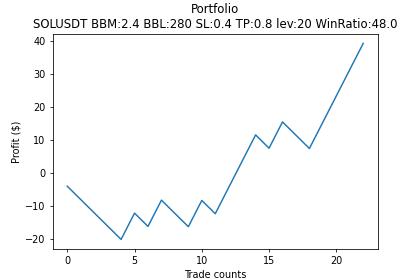 Portfolio
SOLUSDT BBM:2.4 BBL:280 SL:0.4 TP:0.8 lev:20 WinRatio:48.0
40
30
20
10
0
−10
−20
Profit ($)
0 5 10 15 20
Trade counts